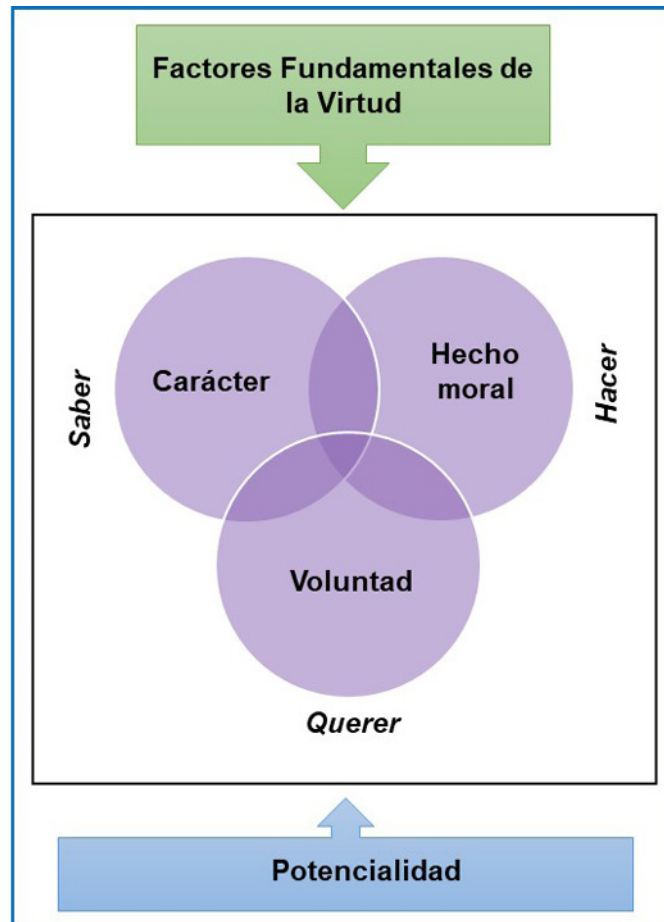 Factores Fundamentales de
la Virtud
Saber
Carácter
Hecho
moral
Hacer
Voluntad
Querer
Potencialidad